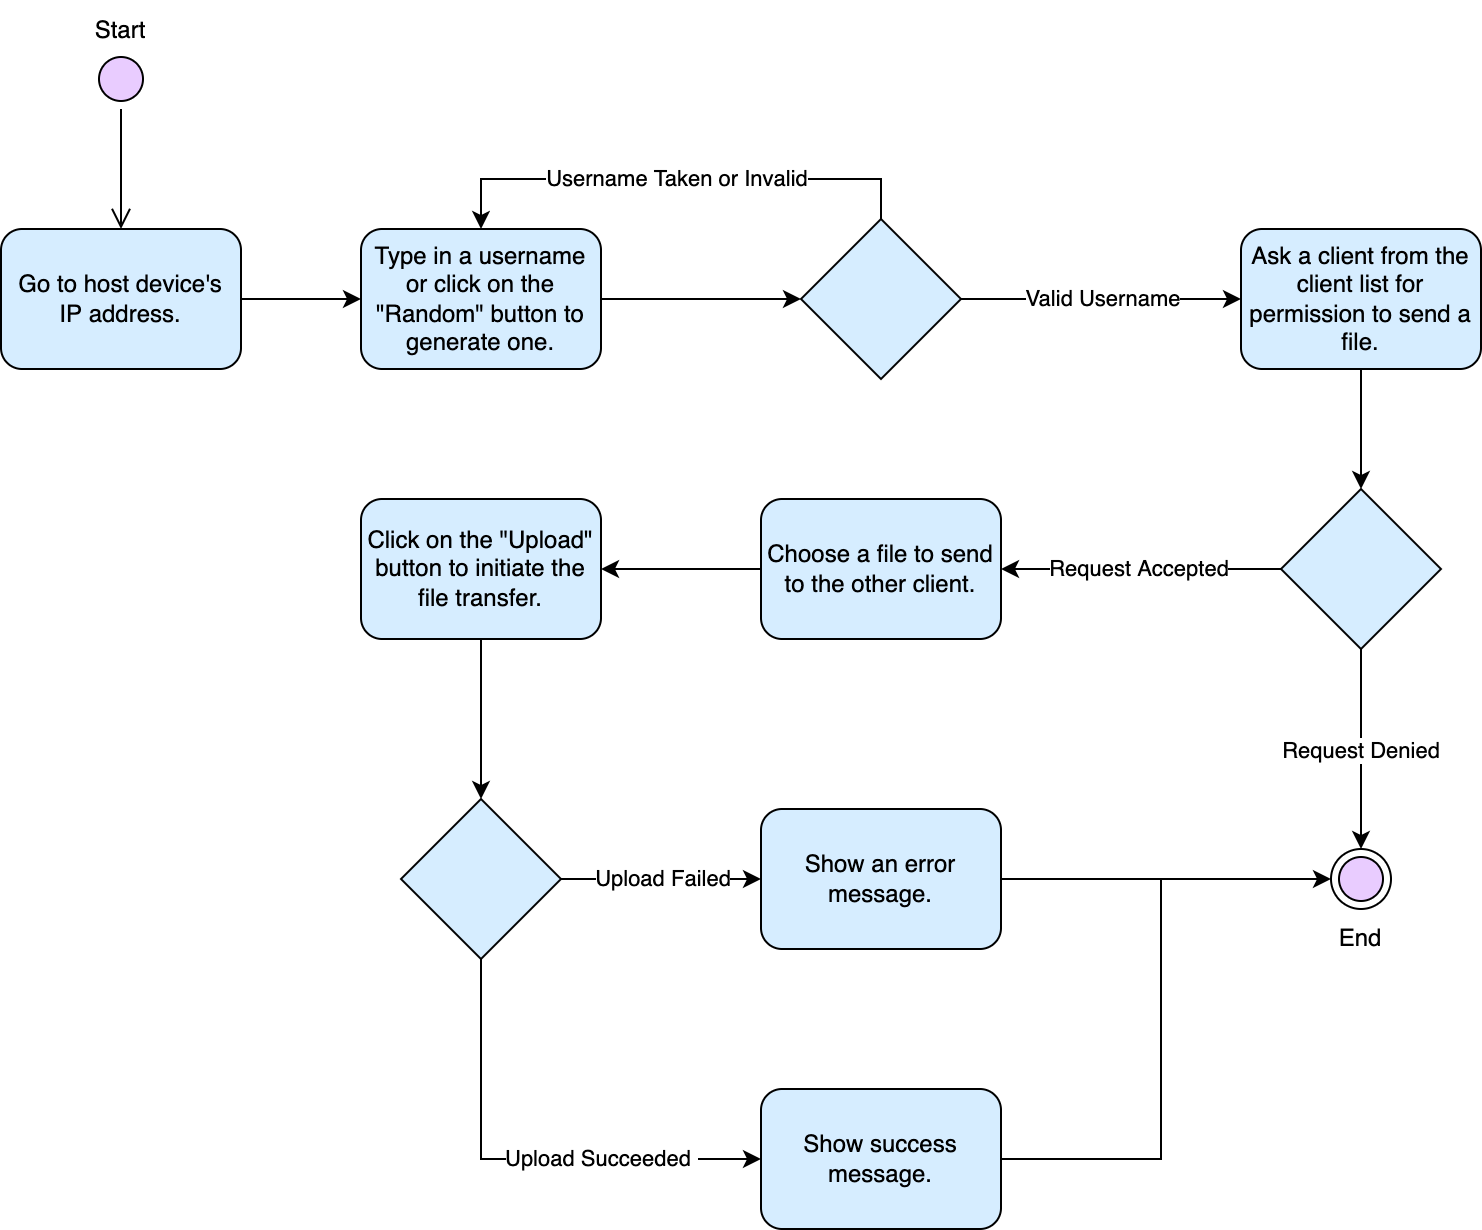 Start
Username Taken or Invalid
Go to host device's
IP address.
Type in a username
or click on the
"Random" button to
generate one.
Valid Username
Ask a client from the
client list for
permission to send a
file.
Click on the "Upload"
button to initiate the
file transfer.
Choose a file to send
to the other client.
Request Accepted
Request Denied
Upload Failed
Show an error
message.
End
Upload Succeeded
Show success
message.